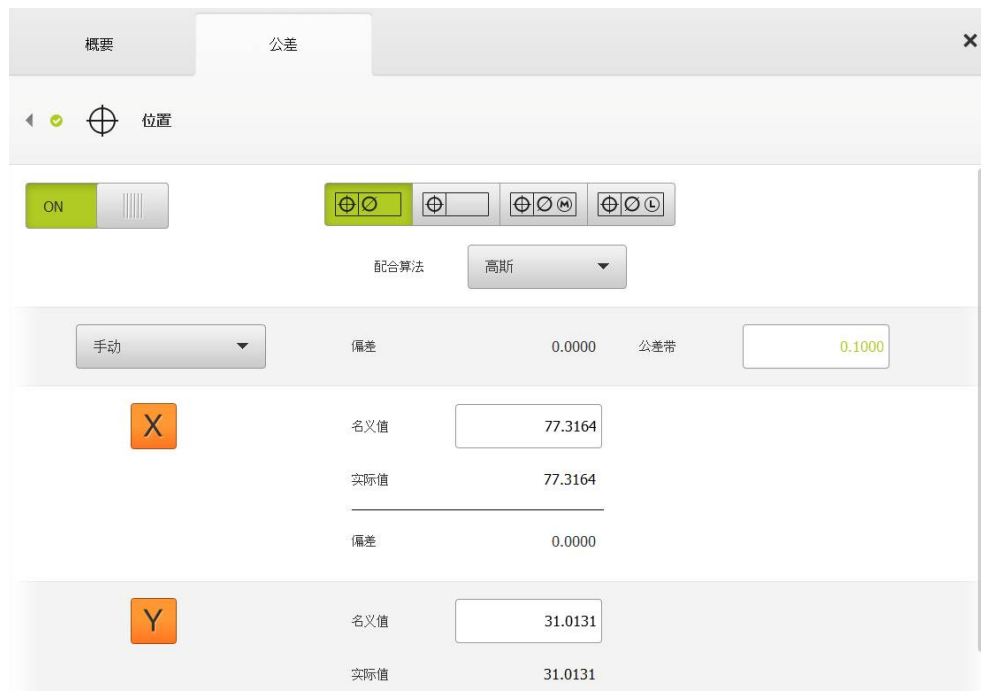 概要 公差
位置
ON
配合算法 高斯
手动 偏差 0.0000 公差带 0.1000
X 名义值 77.3164
实际值 77.3164
偏差 0.0000
Y 名义值 31.0131
实际值 31.0131